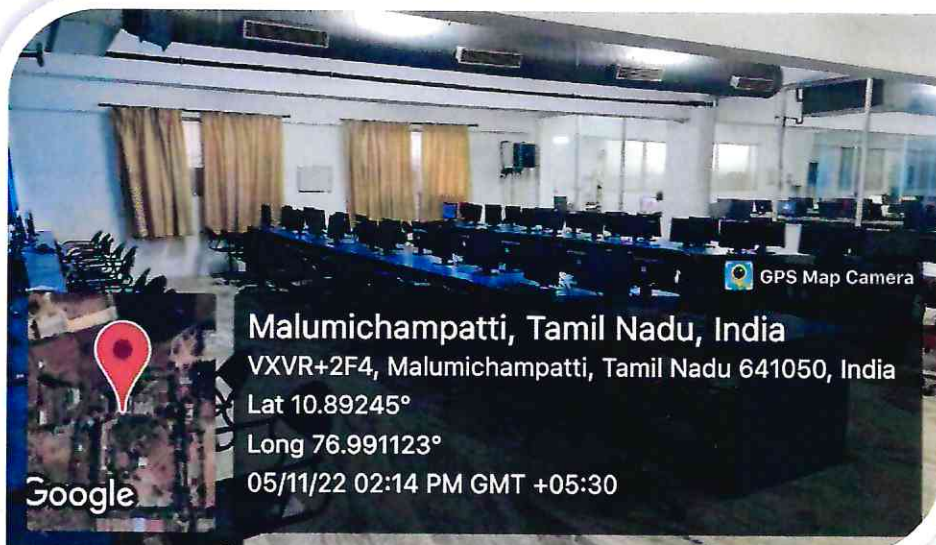 GPS Map Camera
Malumichampatti, Tamil Nadu, India
VXVR+2F4, Malumichampatti, Tamil Nadu 641050, India
Lat 10.89245°
Long 76.991123°
05/11/22 02:14 PM GMT +05:30
Google